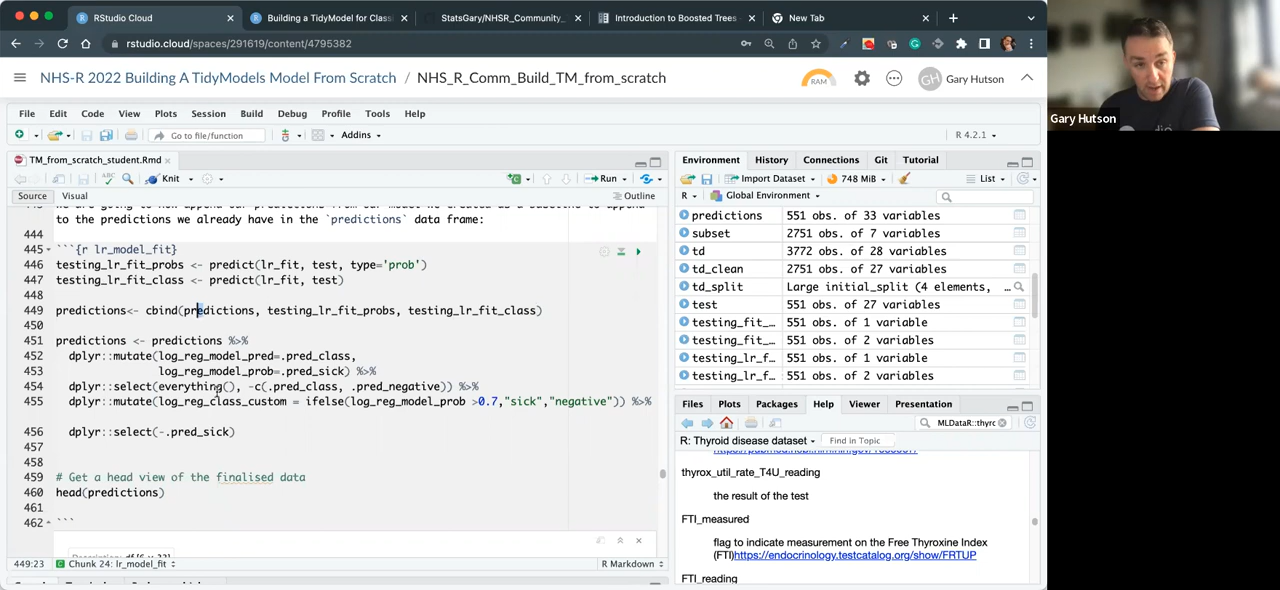 RStudio Cloud
Building a TidyModel for Class
StatsGary/NHSR_Community_
Introduction to Boosted Trees
New Tab
rstudio.cloud/spaces/291619/content/4795382
NHS-R 2022 Building A TidyModels Model From Scratch / NHS_R_Comm_Build_TM_from_scratch
RAM
GH Gary Hutson
Gary Hutson
File Edit Code View Plots Session Build Debug Profile Tools Help
Go to file/function
Addins
R 4.2.1
TM_from_scratch_student.Rmd
Knit
Run
Source Visual
Outline
to the predictions we already have in the `predictions` data frame:
444
445 ```{r lr_model_fit}
446 testing_lr_fit_probs <- predict(lr_fit, test, type='prob')
447 testing_lr_fit_class <- predict(lr_fit, test)
448
449 predictions<- cbind(predictions, testing_lr_fit_probs, testing_lr_fit_class)
450
451 predictions <- predictions %>%
452 dplyr::mutate(log_reg_model_pred=.pred_class,
453 log_reg_model_prob=.pred_sick) %>%
454 dplyr::select(everything(), -c(.pred_class, .pred_negative)) %>%
455 dplyr::mutate(log_reg_class_custom = ifelse(log_reg_model_prob >0.7,"sick","negative")) %>%
456 dplyr::select(-.pred_sick)
457
458
459 # Get a head view of the finalised data
460 head(predictions)
461
462 ```
449:23 Chunk 24: lr_model_fit R Markdown
Environment History Connections Git Tutorial
Import Dataset 748 MiB List
R Global Environment
predictions 551 obs. of 33 variables
subset 2751 obs. of 7 variables
td 3772 obs. of 28 variables
td_clean 2751 obs. of 27 variables
td_split Large initial_split (4 elements, …
test 551 obs. of 27 variables
testing_fit_… 551 obs. of 1 variable
testing_fit_… 551 obs. of 2 variables
testing_lr_f… 551 obs. of 1 variable
testing_lr_f… 551 obs. of 2 variables
Files Plots Packages Help Viewer Presentation
MLDataR::thyrc
R: Thyroid disease dataset Find in Topic
thyrox_util_rate_T4U_reading
the result of the test
FTI_measured
flag to indicate measurement on the Free Thyroxine Index
(FTI)https://endocrinology.testcatalog.org/show/FRTUP
FTI_reading